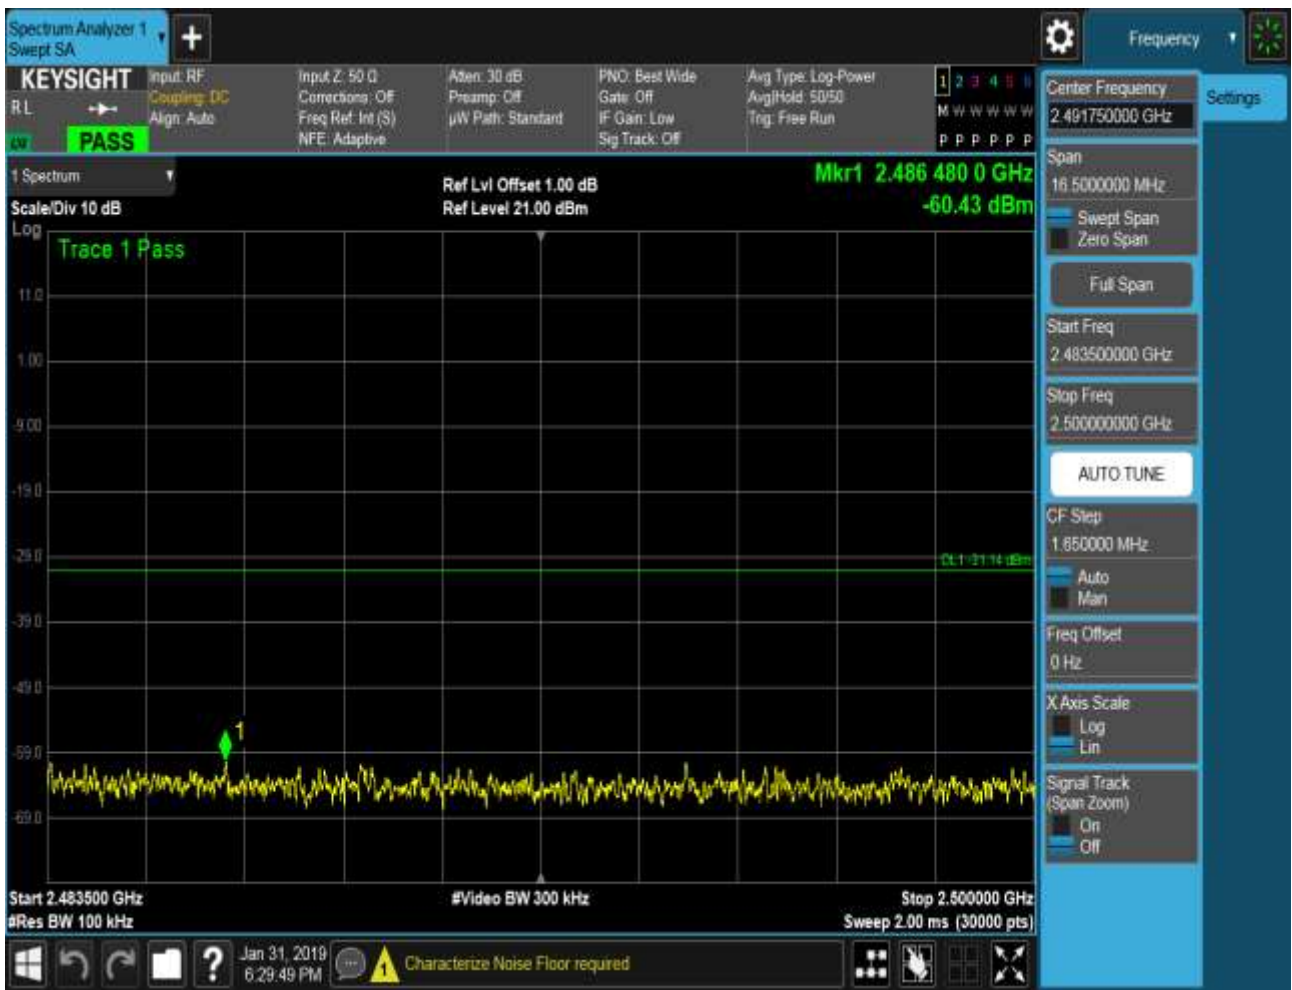 Spectrum Analyzer 1
Swept SA
+
Frequency
KEYSIGHT
Input: RF
Coupling: DC
Align: Auto
Input Z: 50 Ω
Corrections: Off
Freq Ref: Int (S)
NFE: Adaptive
Atten: 30 dB
Preamp: Off
µW Path: Standard
PNO: Best Wide
Gate: Off
IF Gain: Low
Sig Track: Off
Avg Type: Log-Power
Avg|Hold: 50/50
Trig: Free Run
1 2 3 4 5 6
M W W W W W
P P P P P P
R L
PASS
1 Spectrum
Scale/Div 10 dB
Ref Lvl Offset 1.00 dB
Ref Level 21.00 dBm
Mkr1 2.486 480 0 GHz
-60.43 dBm
Log
Trace 1 Pass
11.0
1.00
-9.00
-19.0
-29.0
DL1 -31.14 dBm
-39.0
-49.0
1
-59.0
-69.0
Start 2.483500 GHz
#Res BW 100 kHz
#Video BW 300 kHz
Stop 2.500000 GHz
Sweep 2.00 ms (30000 pts)
Center Frequency
2.491750000 GHz
Settings
Span
16.5000000 MHz
Swept Span
Zero Span
Full Span
Start Freq
2.483500000 GHz
Stop Freq
2.500000000 GHz
AUTO TUNE
CF Step
1.650000 MHz
Auto
Man
Freq Offset
0 Hz
X Axis Scale
Log
Lin
Signal Track
(Span Zoom)
On
Off
?
Jan 31, 2019
6:29:49 PM
1
Characterize Noise Floor required